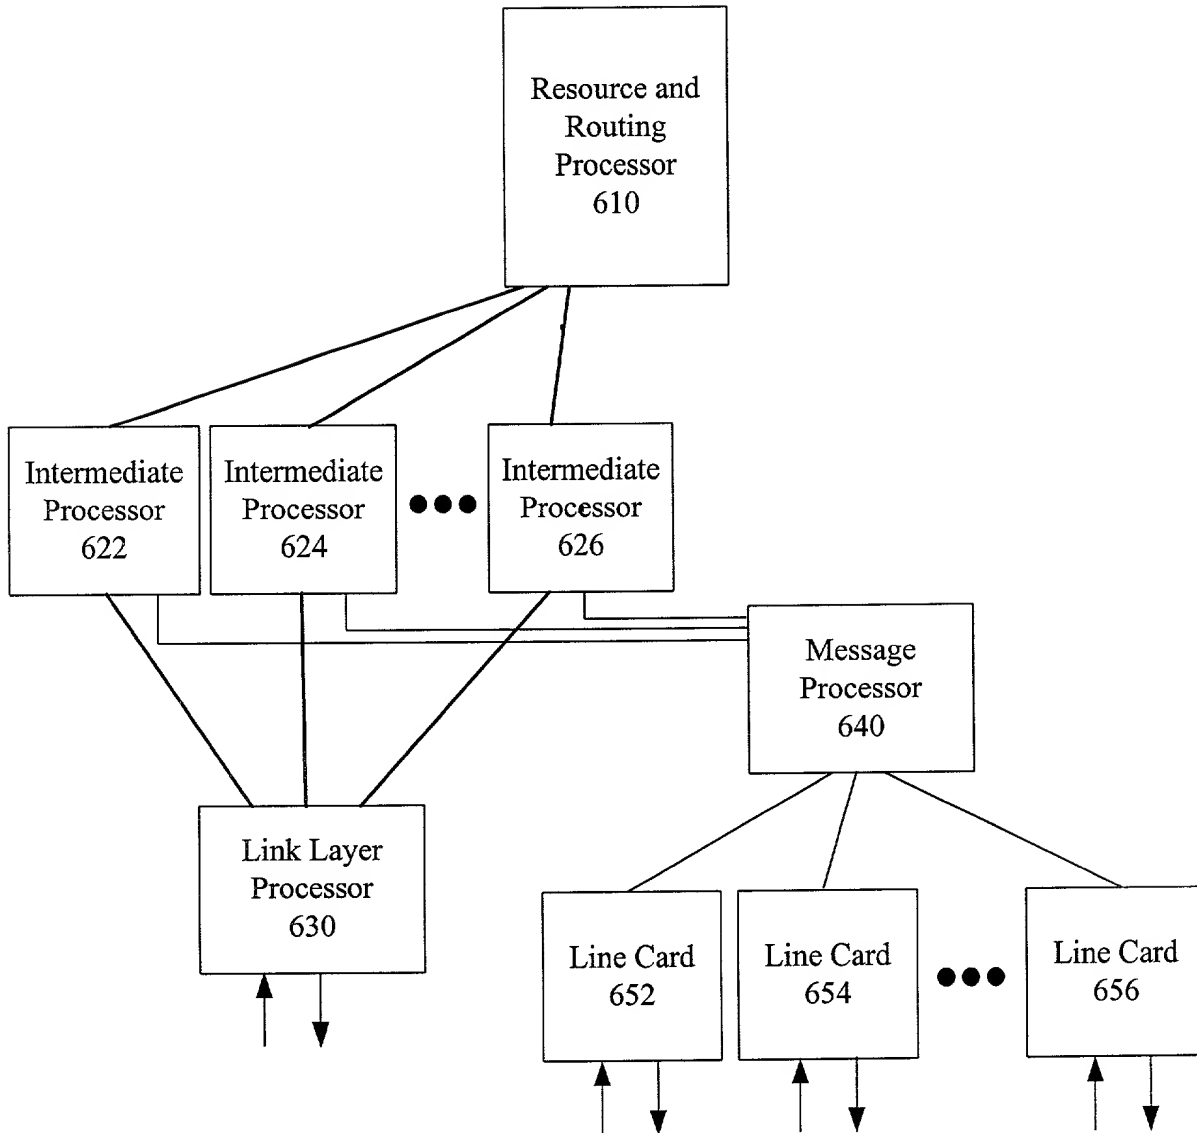 Resource and
Routing
Processor
610
Intermediate
Processor
622
Intermediate
Processor
624
Intermediate
Processor
626
Message
Processor
640
Link Layer
Processor
630
Line Card
652
Line Card
654
Line Card
656